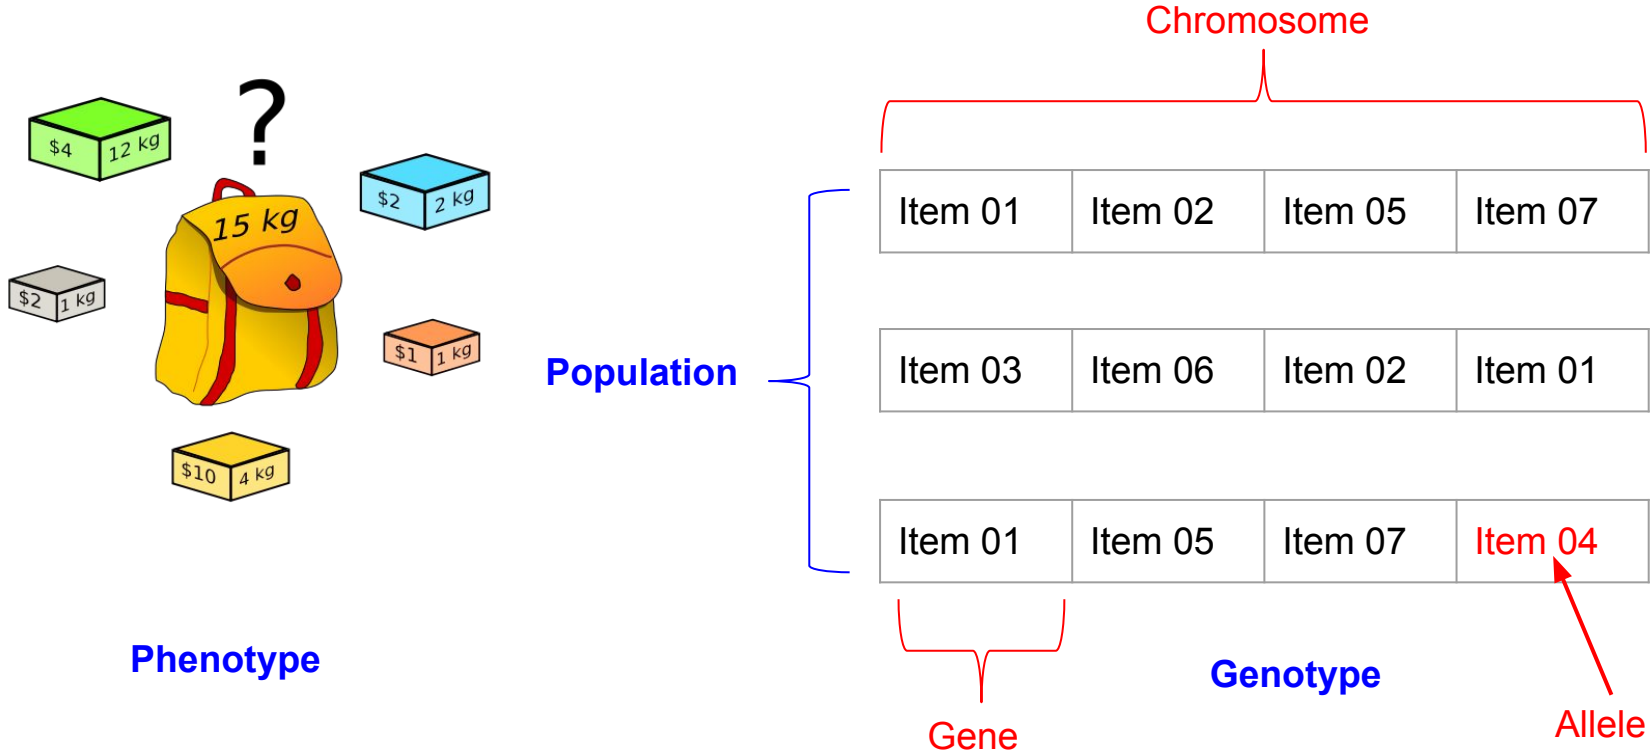 Chromosome
?
$4 12 kg
$2 2 kg
15 kg
$2 1 kg
$1 1 kg
$10 4 kg
Phenotype
Population
Item 01 Item 02 Item 05 Item 07
Item 03 Item 06 Item 02 Item 01
Item 01 Item 05 Item 07 Item 04
Genotype
Gene
Allele